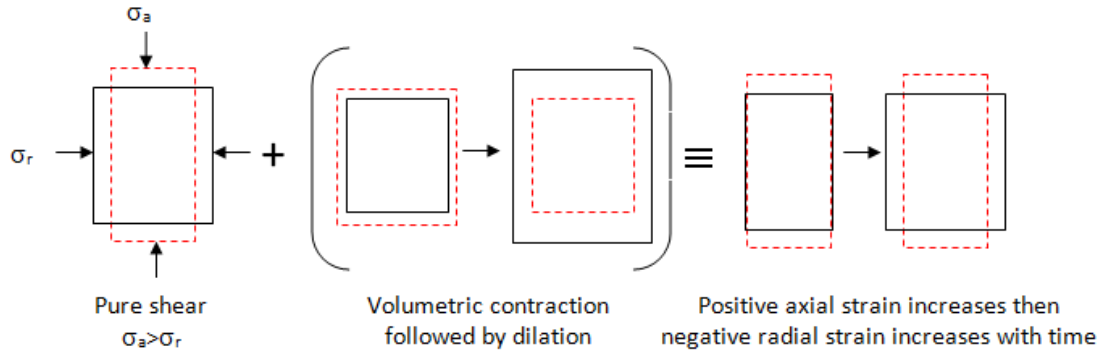 σₐ
σᵣ
+
≡
Pure shear
σₐ>σᵣ
Volumetric contraction
followed by dilation
Positive axial strain increases then
negative radial strain increases with time